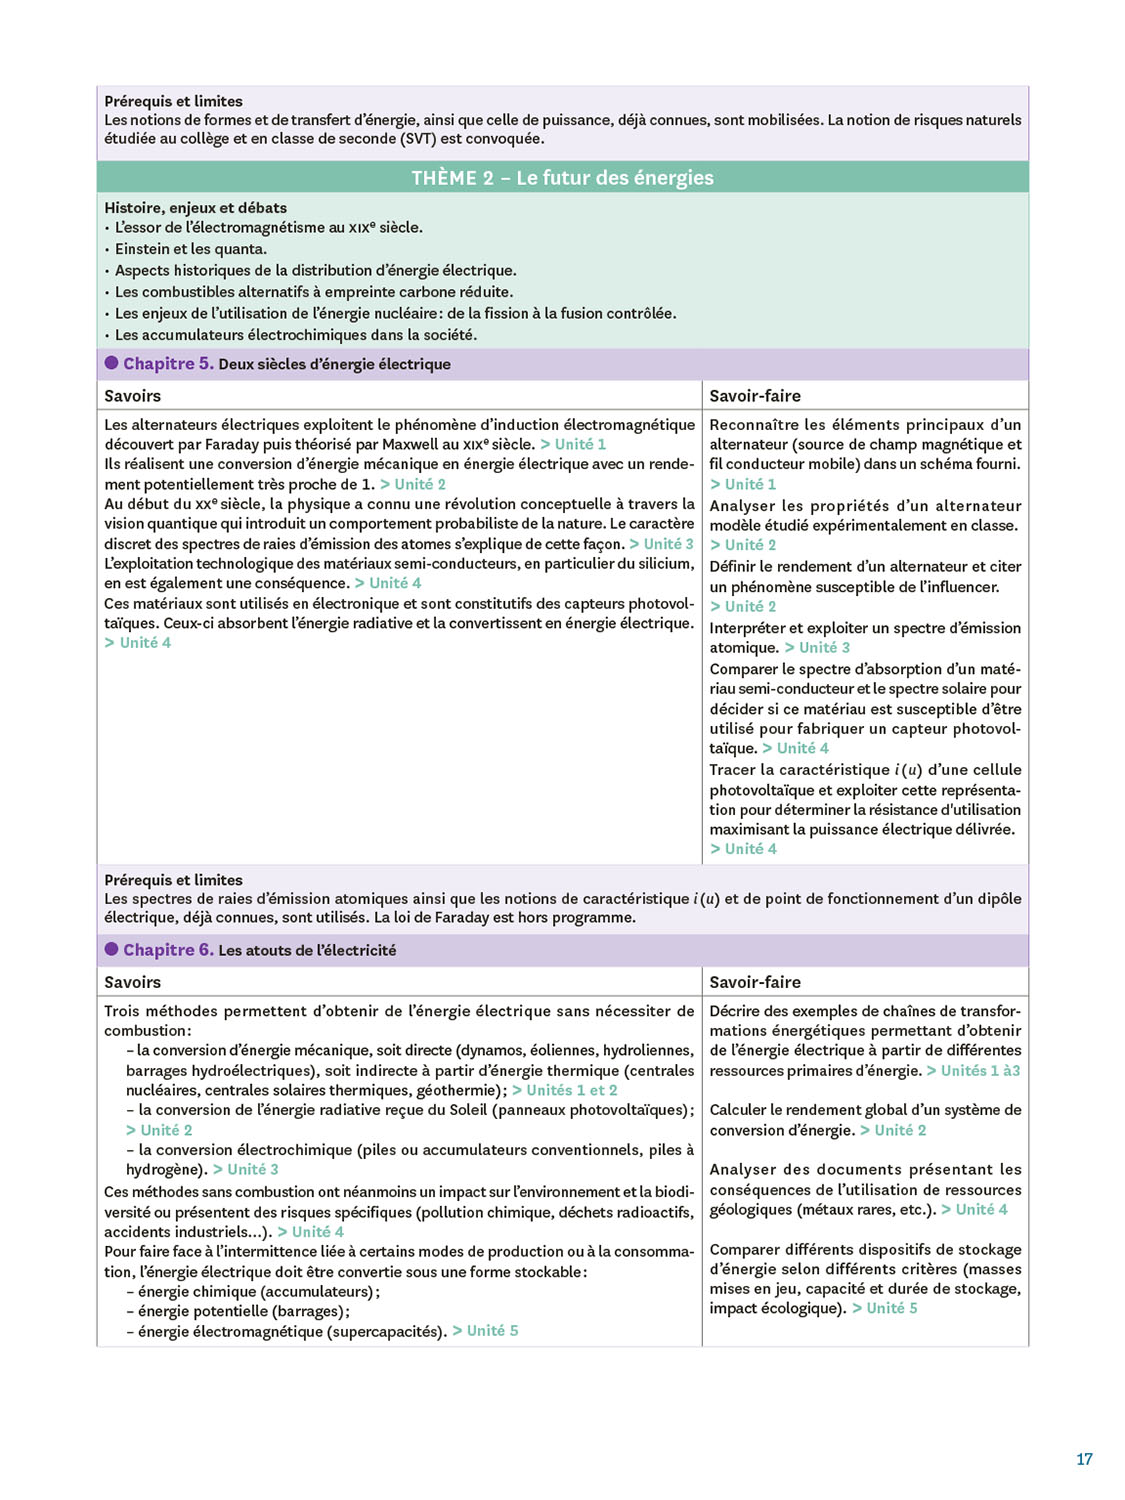 Prérequis et limites
Les notions de formes et de transfert d’énergie, ainsi que celle de puissance, déjà connues, sont mobilisées. La notion de risques naturels
étudiée au collège et en classe de seconde (SVT) est convoquée.
THÈME 2 – Le futur des énergies
Histoire, enjeux et débats
• L’essor de l’électromagnétisme au XIXe siècle.
• Einstein et les quanta.
• Aspects historiques de la distribution d’énergie électrique.
• Les combustibles alternatifs à empreinte carbone réduite.
• Les enjeux de l’utilisation de l’énergie nucléaire : de la fission à la fusion contrôlée.
• Les accumulateurs électrochimiques dans la société.
● Chapitre 5. Deux siècles d’énergie électrique
Savoirs
Les alternateurs électriques exploitent le phénomène d’induction électromagnétique
découvert par Faraday puis théorisé par Maxwell au XIXe siècle. > Unité 1
Ils réalisent une conversion d’énergie mécanique en énergie électrique avec un rende-
ment potentiellement très proche de 1. > Unité 2
Au début du XXe siècle, la physique a connu une révolution conceptuelle à travers la
vision quantique qui introduit un comportement probabiliste de la nature. Le caractère
discret des spectres de raies d’émission des atomes s’explique de cette façon. > Unité 3
L’exploitation technologique des matériaux semi-conducteurs, en particulier du silicium,
en est également une conséquence. > Unité 4
Ces matériaux sont utilisés en électronique et sont constitutifs des capteurs photovol-
taïques. Ceux-ci absorbent l’énergie radiative et la convertissent en énergie électrique.
> Unité 4
Savoir-faire
Reconnaître les éléments principaux d’un
alternateur (source de champ magnétique et
fil conducteur mobile) dans un schéma fourni.
> Unité 1
Analyser les propriétés d’un alternateur
modèle étudié expérimentalement en classe.
> Unité 2
Définir le rendement d’un alternateur et citer
un phénomène susceptible de l’influencer.
> Unité 2
Interpréter et exploiter un spectre d’émission
atomique. > Unité 3
Comparer le spectre d’absorption d’un maté-
riau semi-conducteur et le spectre solaire pour
décider si ce matériau est susceptible d’être
utilisé pour fabriquer un capteur photovol-
taïque. > Unité 4
Tracer la caractéristique i (u) d’une cellule
photovoltaïque et exploiter cette représenta-
tion pour déterminer la résistance d'utilisation
maximisant la puissance électrique délivrée.
> Unité 4
Prérequis et limites
Les spectres de raies d’émission atomiques ainsi que les notions de caractéristique i (u) et de point de fonctionnement d’un dipôle
électrique, déjà connues, sont utilisés. La loi de Faraday est hors programme.
● Chapitre 6. Les atouts de l’électricité
Savoirs
Trois méthodes permettent d’obtenir de l’énergie électrique sans nécessiter de
combustion :
– la conversion d’énergie mécanique, soit directe (dynamos, éoliennes, hydroliennes,
barrages hydroélectriques), soit indirecte à partir d’énergie thermique (centrales
nucléaires, centrales solaires thermiques, géothermie) ; > Unités 1 et 2
– la conversion de l’énergie radiative reçue du Soleil (panneaux photovoltaïques) ;
> Unité 2
– la conversion électrochimique (piles ou accumulateurs conventionnels, piles à
hydrogène). > Unité 3
Ces méthodes sans combustion ont néanmoins un impact sur l’environnement et la biodi-
versité ou présentent des risques spécifiques (pollution chimique, déchets radioactifs,
accidents industriels…). > Unité 4
Pour faire face à l’intermittence liée à certains modes de production ou à la consomma-
tion, l’énergie électrique doit être convertie sous une forme stockable :
– énergie chimique (accumulateurs) ;
– énergie potentielle (barrages) ;
– énergie électromagnétique (supercapacités). > Unité 5
Savoir-faire
Décrire des exemples de chaînes de transfor-
mations énergétiques permettant d’obtenir
de l’énergie électrique à partir de différentes
ressources primaires d’énergie. > Unités 1 à3
Calculer le rendement global d’un système de
conversion d’énergie. > Unité 2
Analyser des documents présentant les
conséquences de l’utilisation de ressources
géologiques (métaux rares, etc.). > Unité 4
Comparer différents dispositifs de stockage
d’énergie selon différents critères (masses
mises en jeu, capacité et durée de stockage,
impact écologique). > Unité 5
17